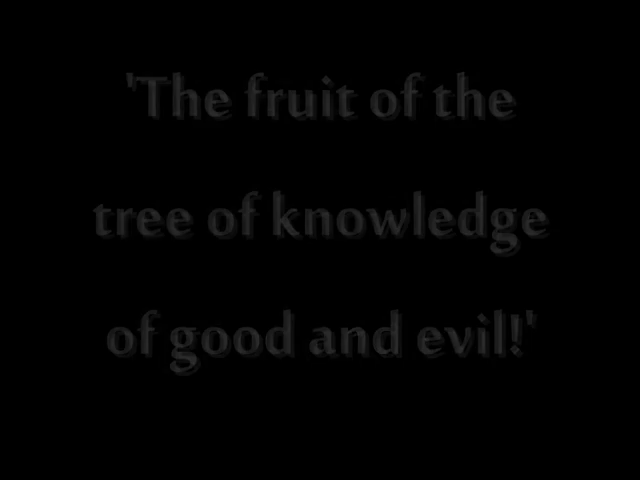 'The fruit of the
tree of knowledge
of good and evil!'